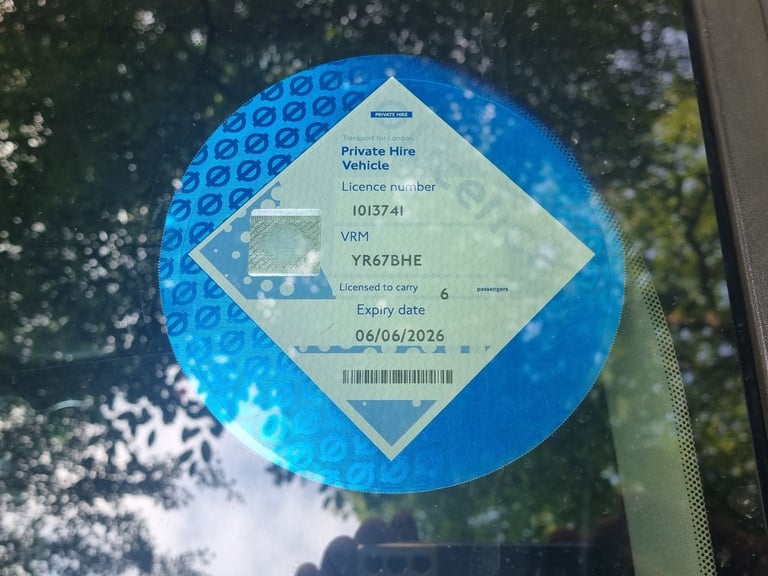 PRIVATE HIRE
Transport for London
Private Hire
Vehicle
Licence number
1013741
VRM
YR67BHE
Licensed to carry 6 passengers
Expiry date
06/06/2026